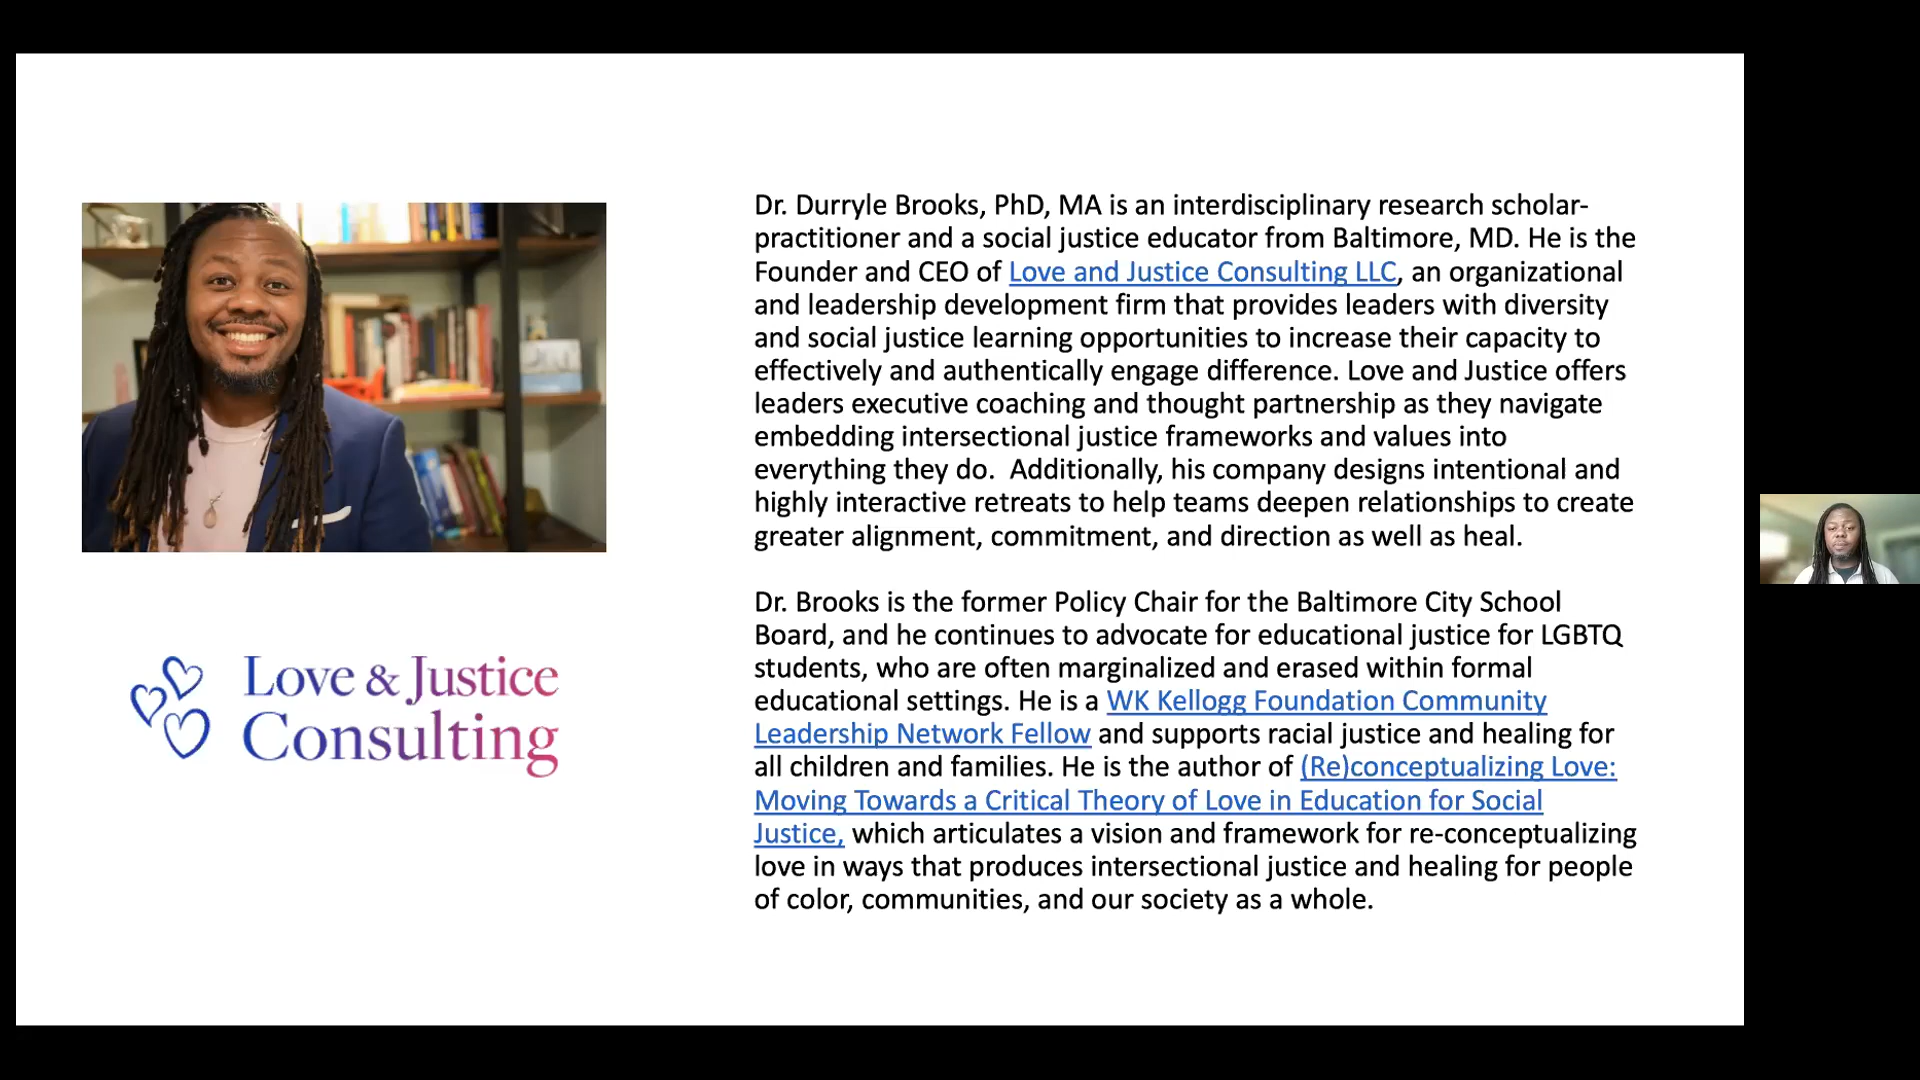 Dr. Durryle Brooks, PhD, MA is an interdisciplinary research scholar-
practitioner and a social justice educator from Baltimore, MD. He is the
Founder and CEO of Love and Justice Consulting LLC, an organizational
and leadership development firm that provides leaders with diversity
and social justice learning opportunities to increase their capacity to
effectively and authentically engage difference. Love and Justice offers
leaders executive coaching and thought partnership as they navigate
embedding intersectional justice frameworks and values into
everything they do.  Additionally, his company designs intentional and
highly interactive retreats to help teams deepen relationships to create
greater alignment, commitment, and direction as well as heal.
Dr. Brooks is the former Policy Chair for the Baltimore City School
Board, and he continues to advocate for educational justice for LGBTQ
students, who are often marginalized and erased within formal
educational settings. He is a WK Kellogg Foundation Community
Leadership Network Fellow and supports racial justice and healing for
all children and families. He is the author of (Re)conceptualizing Love:
Moving Towards a Critical Theory of Love in Education for Social
Justice, which articulates a vision and framework for re-conceptualizing
love in ways that produces intersectional justice and healing for people
of color, communities, and our society as a whole.
Love & Justice
Consulting